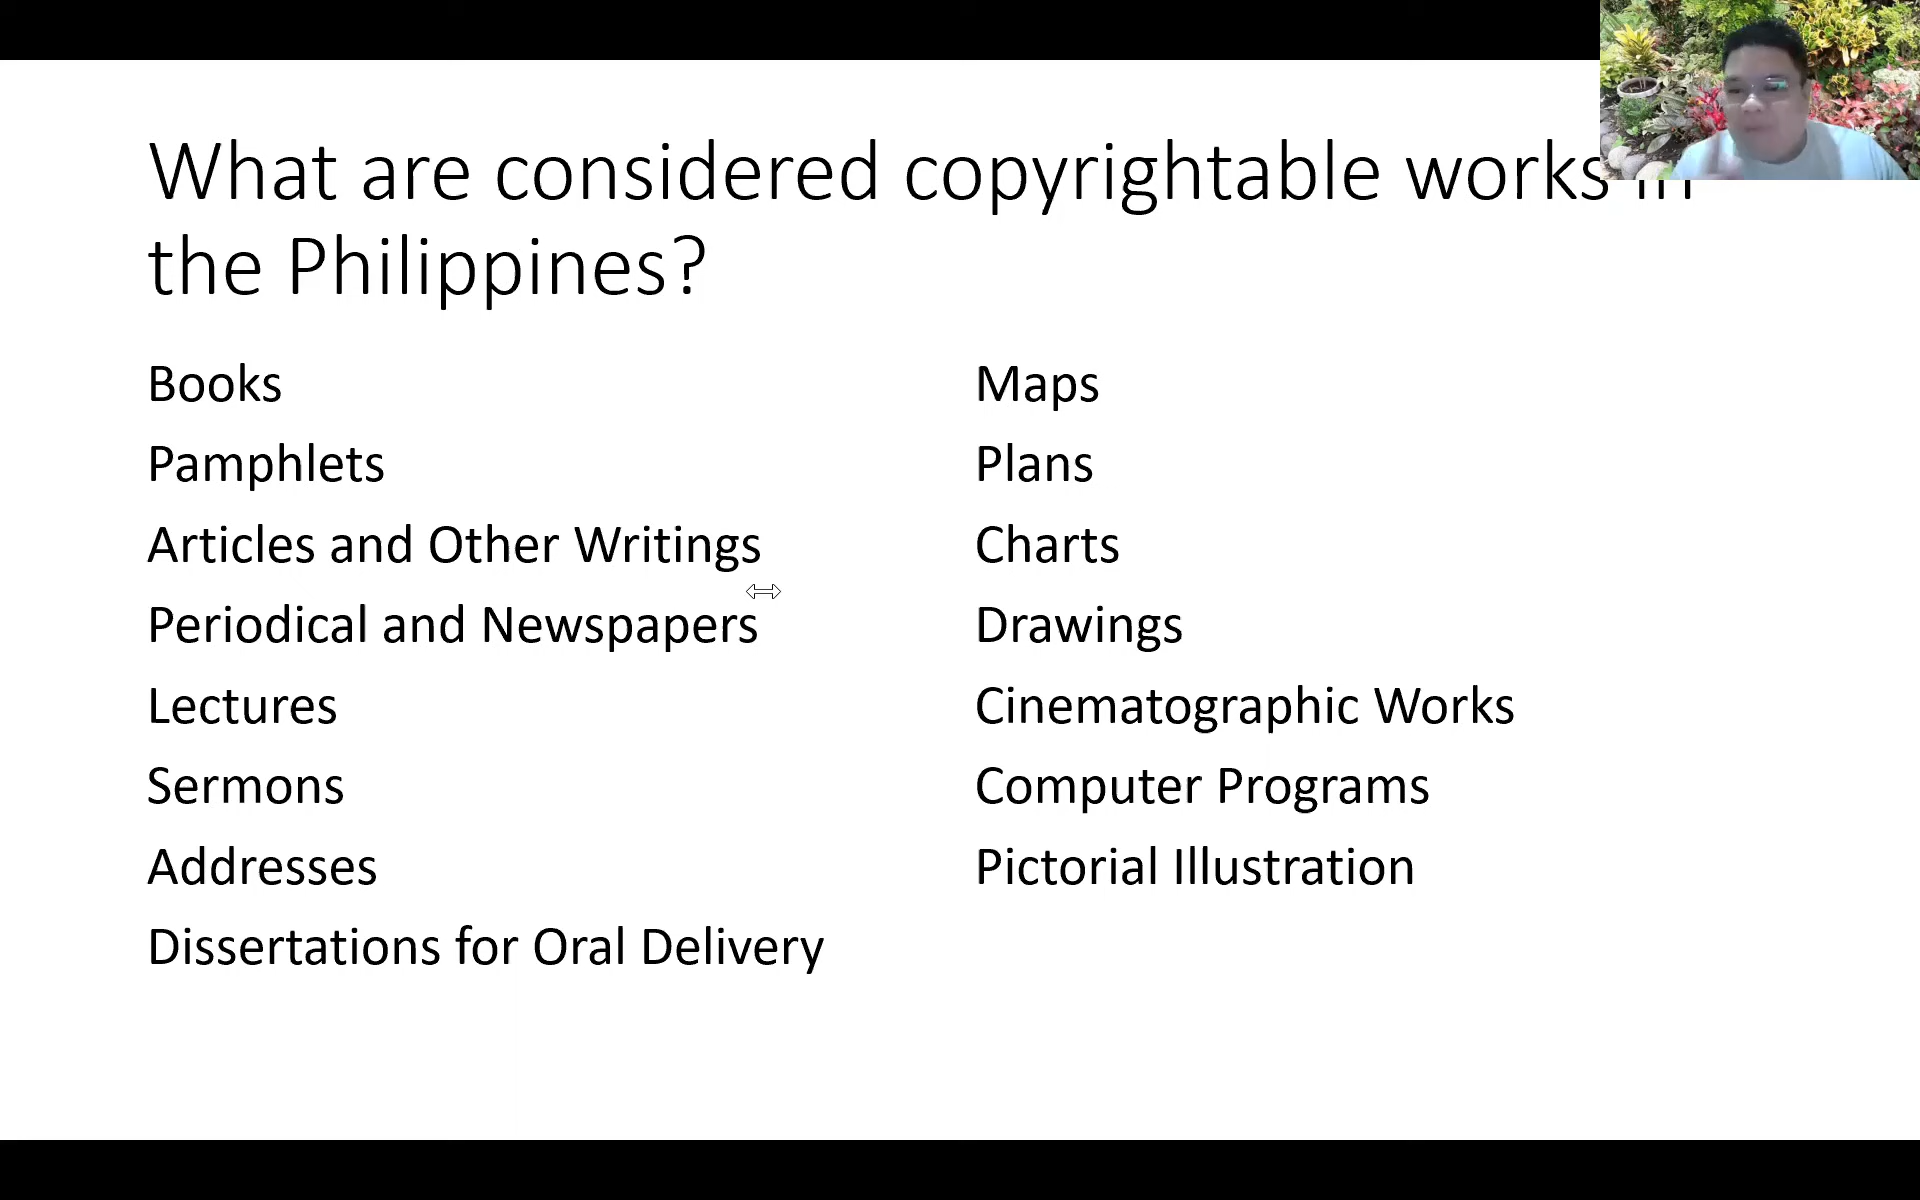 What are considered copyrightable works in
the Philippines?
Books
Pamphlets
Articles and Other Writings
Periodical and Newspapers
Lectures
Sermons
Addresses
Dissertations for Oral Delivery
Maps
Plans
Charts
Drawings
Cinematographic Works
Computer Programs
Pictorial Illustration